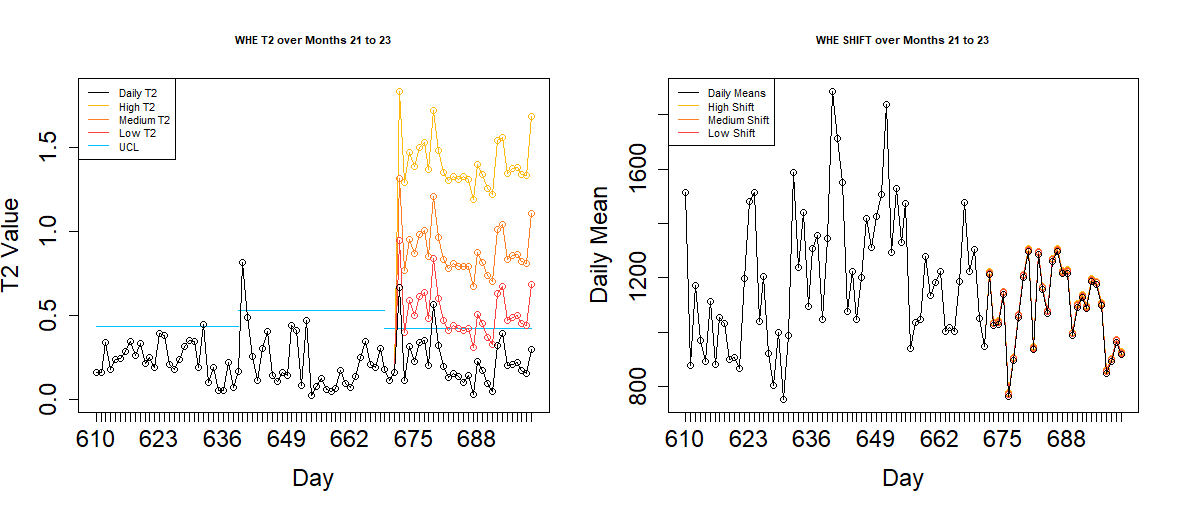 WHE T2 over Months 21 to 23
Daily T2
High T2
Medium T2
Low T2
UCL
T2 Value
0.0
0.5
1.0
1.5
610
623
636
649
662
675
688
Day
WHE SHIFT over Months 21 to 23
Daily Means
High Shift
Medium Shift
Low Shift
Daily Mean
800
1200
1600
610
623
636
649
662
675
688
Day